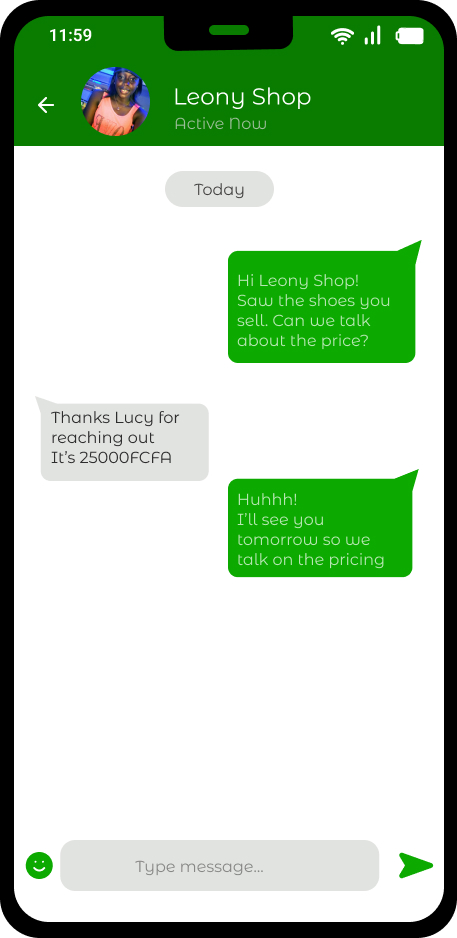 11:59
Leony Shop
Active Now
Today
Hi Leony Shop!
Saw the shoes you
sell. Can we talk
about the price?
Thanks Lucy for
reaching out
It's 25000FCFA
Huhhh!
I'll see you
tomorrow so we
talk on the pricing
Type message...